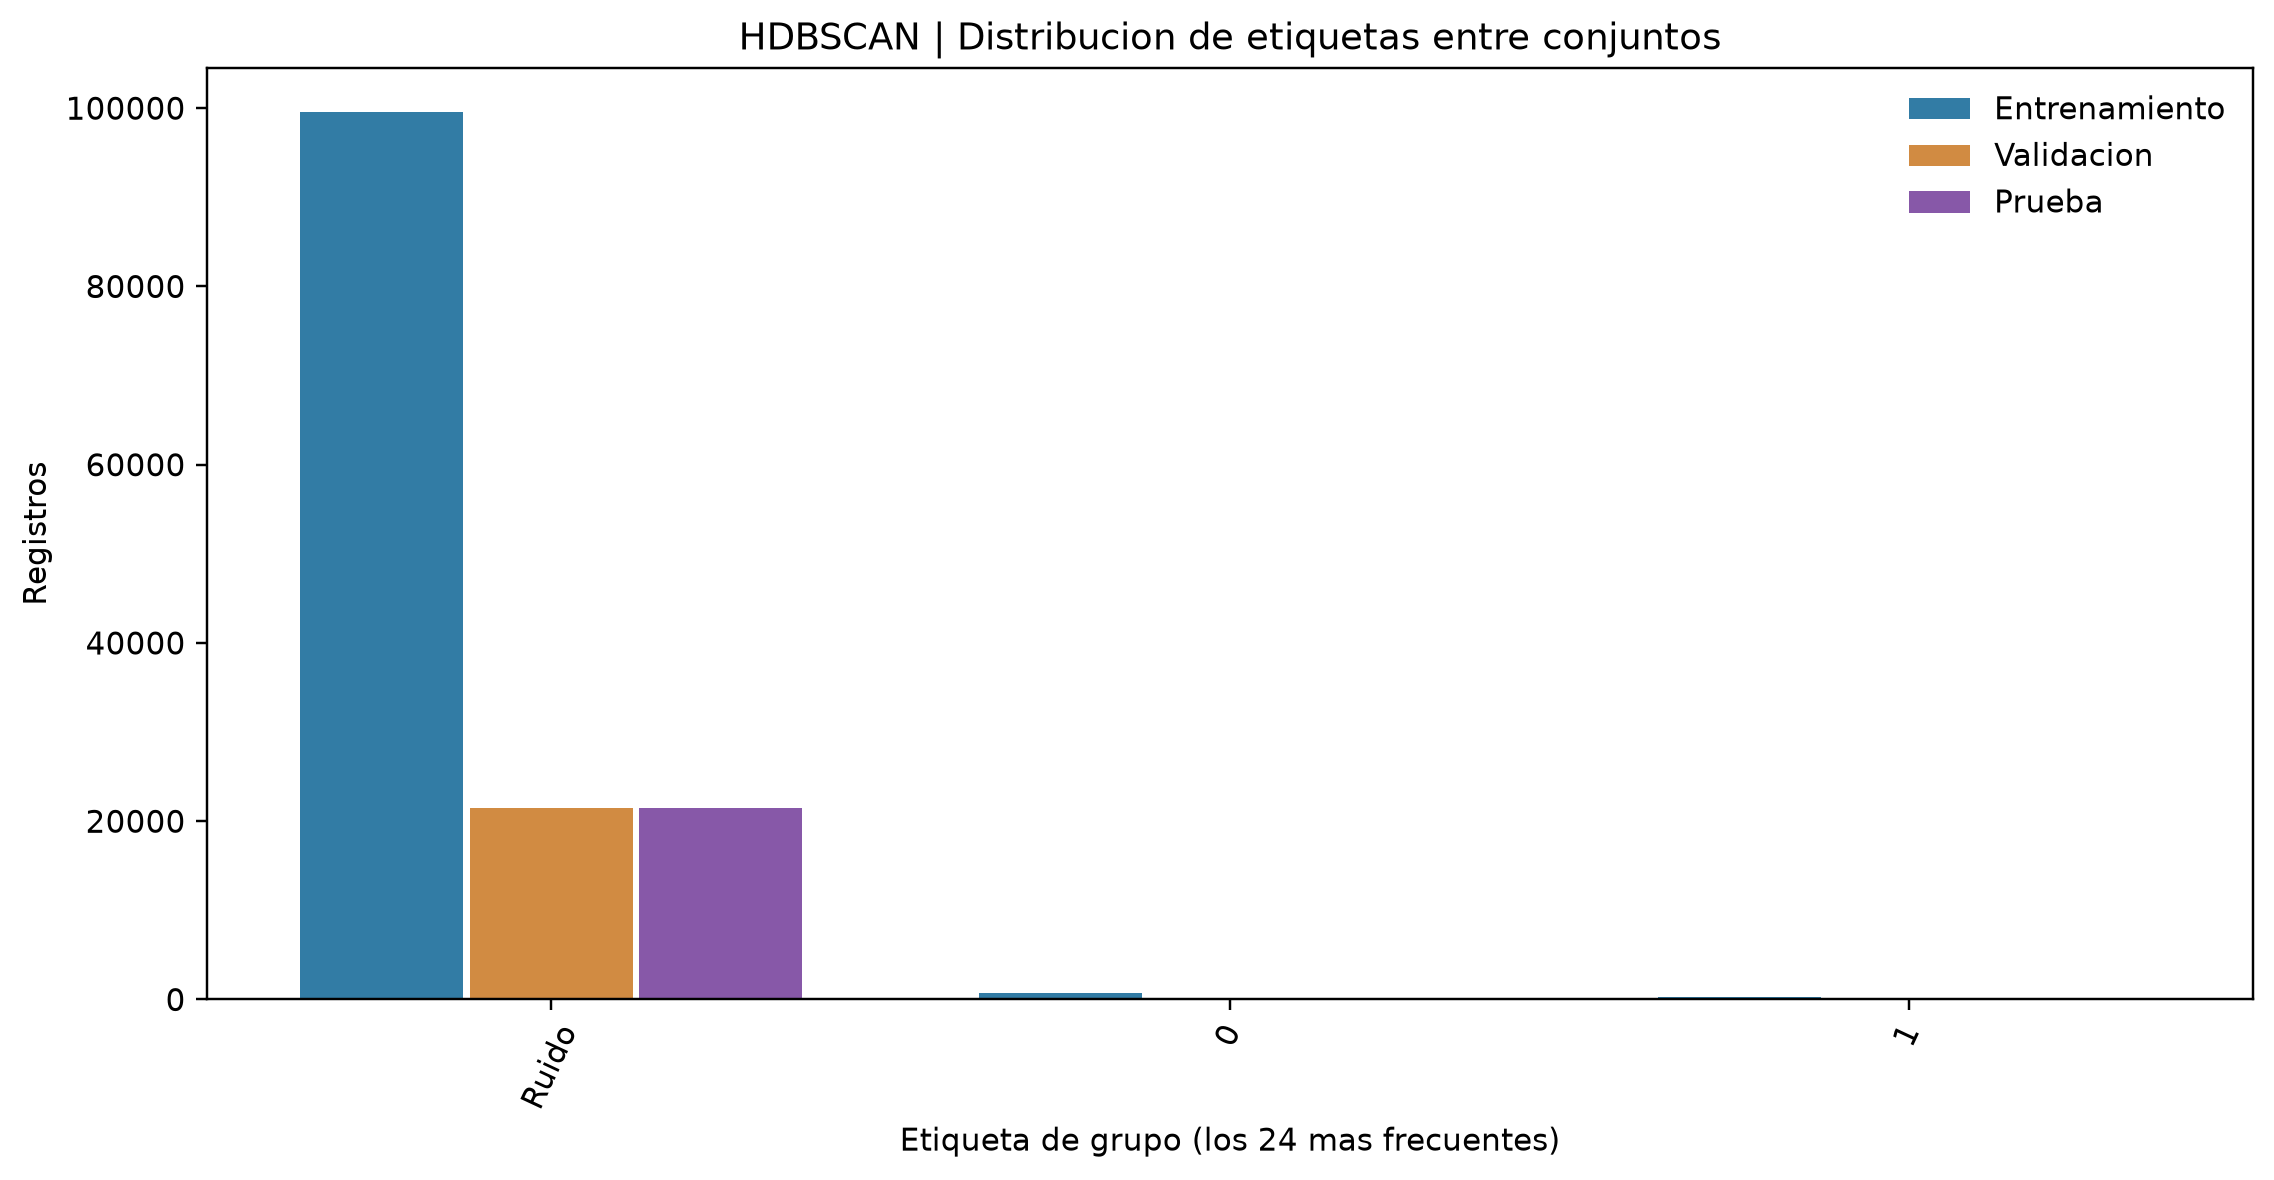 HDBSCAN | Distribucion de etiquetas entre conjuntos
Entrenamiento
Validacion
Prueba
Registros
100000
80000
60000
40000
20000
0
Ruido
0
1
Etiqueta de grupo (los 24 mas frecuentes)